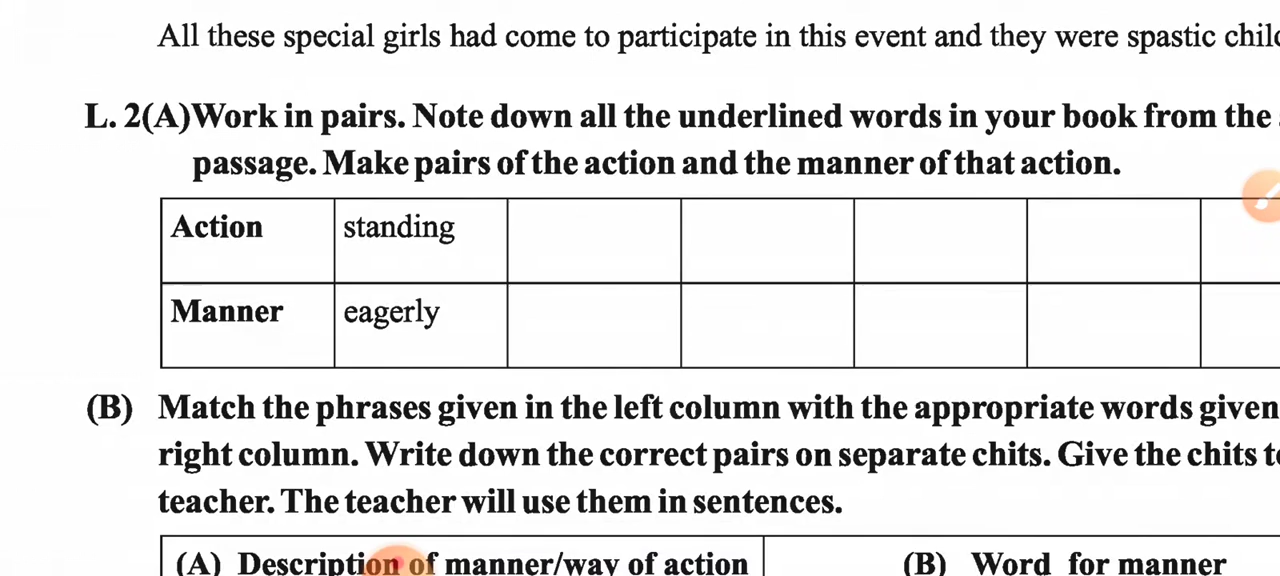 All these special girls had come to participate in this event and they were spastic
L. 2(A)Work in pairs. Note down all the underlined words in your book from the
passage. Make pairs of the action and the manner of that action.
Action standing
Manner eagerly
(B) Match the phrases given in the left column with the appropriate words given
right column. Write down the correct pairs on separate chits. Give the chits
teacher. The teacher will use them in sentences.
(A) Description of manner/way of action (B) Word for manner